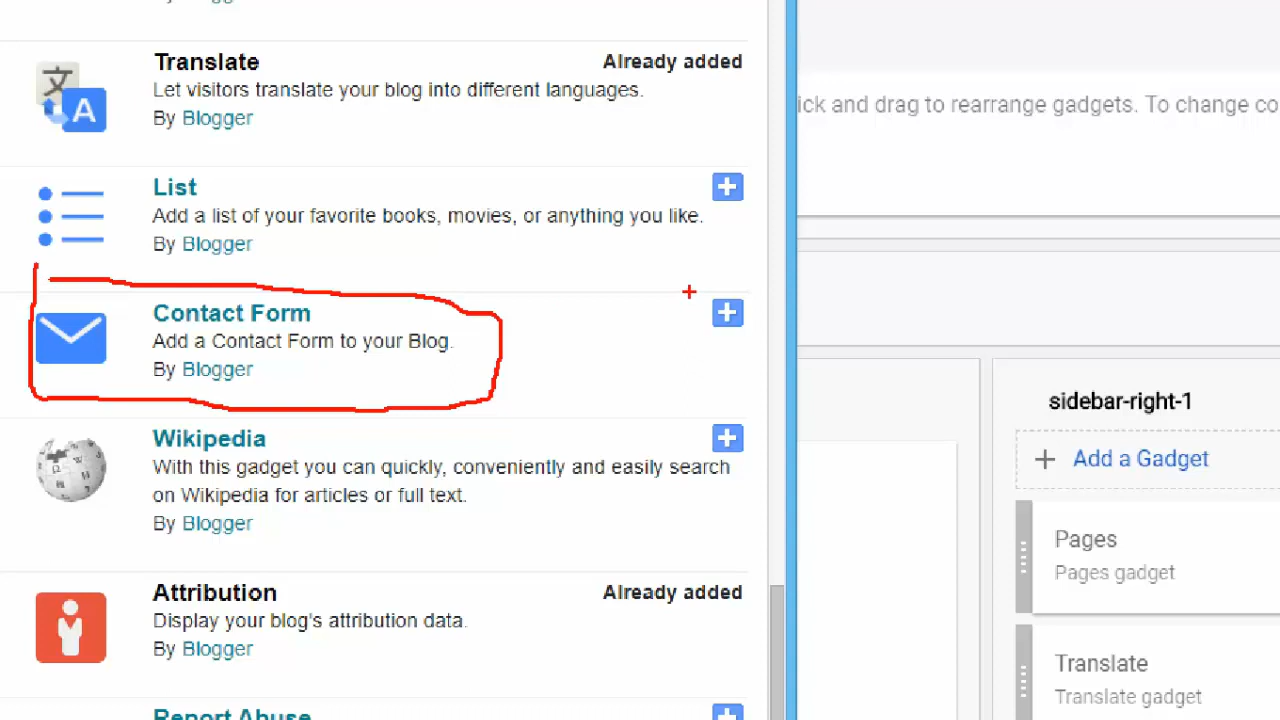 Translate
Already added
Let visitors translate your blog into different languages.
By Blogger
List
Add a list of your favorite books, movies, or anything you like.
By Blogger
Contact Form
Add a Contact Form to your Blog.
By Blogger
Wikipedia
With this gadget you can quickly, conveniently and easily search
on Wikipedia for articles or full text.
By Blogger
Attribution
Already added
Display your blog's attribution data.
By Blogger
Report Abuse
ick and drag to rearrange gadgets. To change co
sidebar-right-1
Add a Gadget
Pages
Pages gadget
Translate
Translate gadget